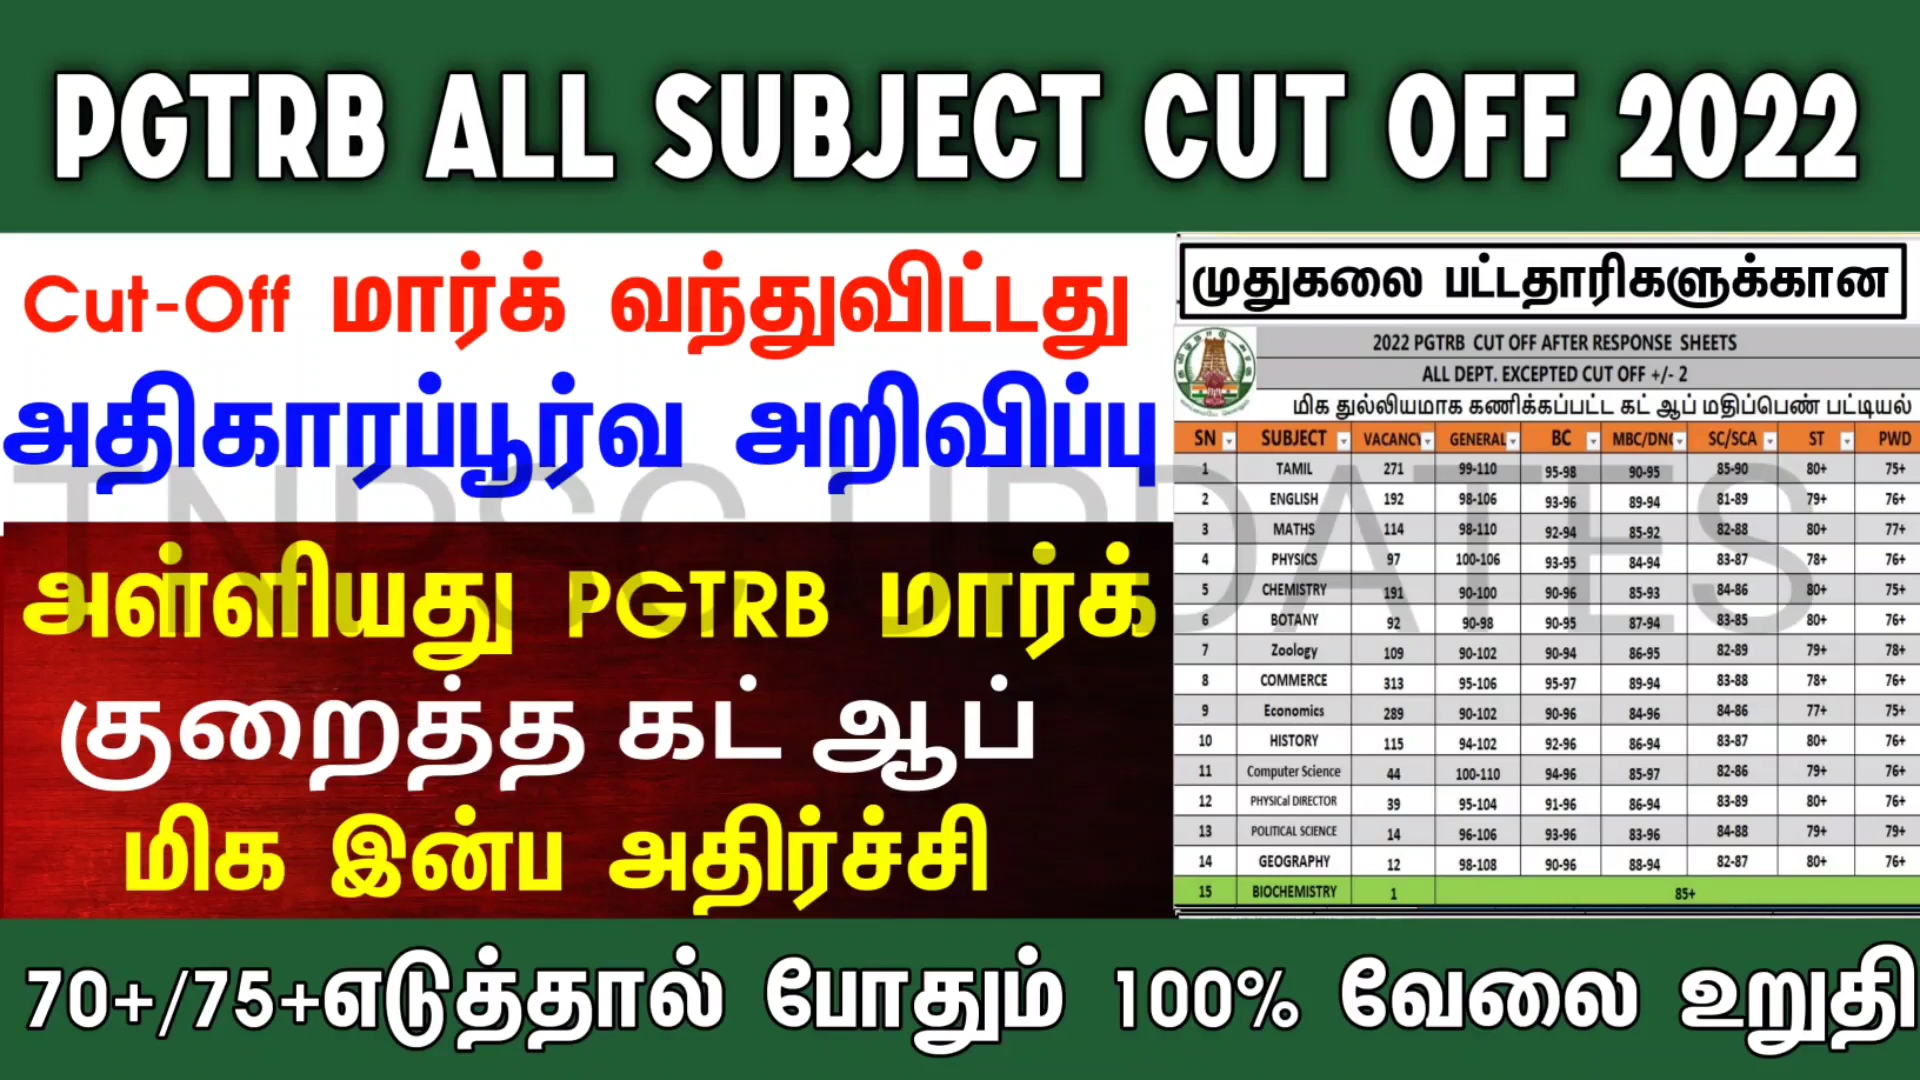 PGTRB ALL SUBJECT CUT OFF 2022
Cut-Off மார்க் வந்துவிட்டது
அதிகாரப்பூர்வ அறிவிப்பு
அள்ளியது PGTRB மார்க்
குறைத்த கட் ஆப்
மிக இன்ப அதிர்ச்சி
முதுகலை பட்டதாரிகளுக்கான
2022 PGTRB CUT OFF AFTER RESPONSE SHEETS
ALL DEPT. EXCEPTED CUT OFF +/- 2
மிக துல்லியமாக கணிக்கப்பட்ட கட் ஆப் மதிப்பெண் பட்டியல்
SN SUBJECT VACANCY GENERAL BC MBC/DNC SC/SCA ST PWD
1 TAMIL 271 99-110 95-98 90-95 85-90 80+ 75+
2 ENGLISH 192 98-106 93-96 89-94 81-89 79+ 76+
3 MATHS 114 98-110 92-94 85-92 82-88 80+ 77+
4 PHYSICS 97 100-106 93-95 84-94 83-87 78+ 76+
5 CHEMISTRY 191 90-100 90-96 85-93 84-86 80+ 75+
6 BOTANY 92 90-98 90-95 87-94 83-85 80+ 76+
7 Zoology 109 90-102 90-94 86-95 82-89 79+ 78+
8 COMMERCE 313 95-106 95-97 89-94 83-88 78+ 76+
9 Economics 289 90-102 90-96 84-96 84-86 77+ 75+
10 HISTORY 115 94-102 92-96 86-94 83-87 80+ 76+
11 Computer Science 44 100-110 94-96 85-97 82-86 79+ 76+
12 PHYSICal DIRECTOR 39 95-104 91-96 86-94 83-89 80+ 76+
13 POLITICAL SCIENCE 14 96-106 93-96 83-96 84-88 79+ 79+
14 GEOGRAPHY 12 98-108 90-96 88-94 82-87 80+ 76+
15 BIOCHEMISTRY 1 85+
TNPSC UPDATES
70+/75+எடுத்தால் போதும் 100% வேலை உறுதி